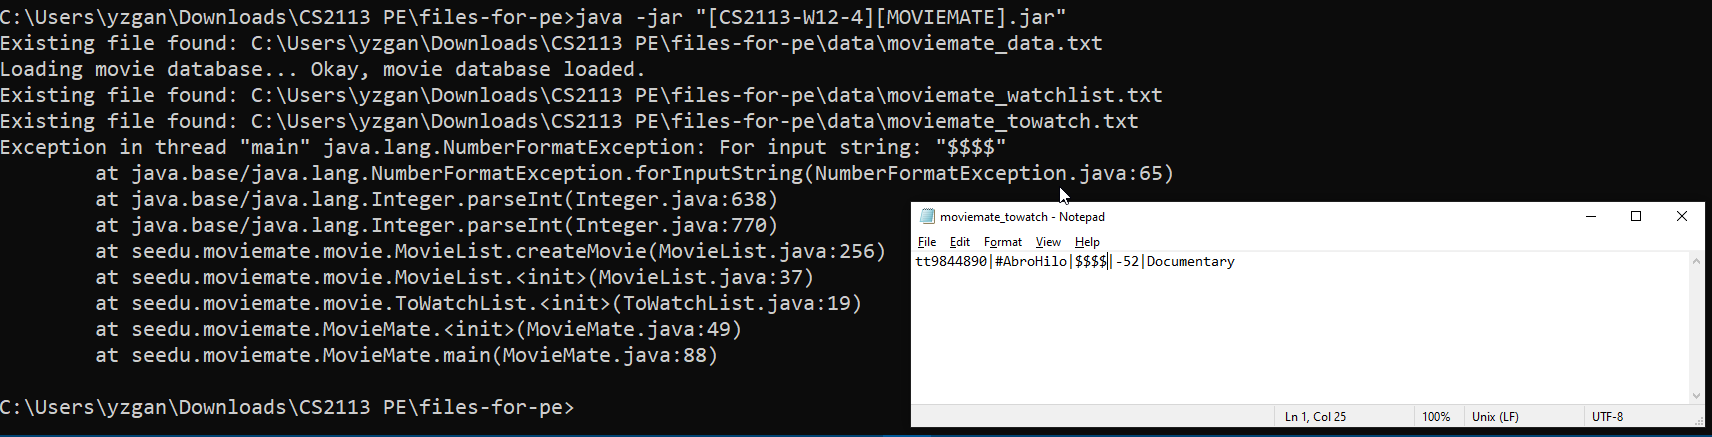 C:\Users\yzgan\Downloads\CS2113 PE\files-for-pe>java -jar "[CS2113-W12-4][MOVIEMATE].jar"
Existing file found: C:\Users\yzgan\Downloads\CS2113 PE\files-for-pe\data\moviemate_data.txt
Loading movie database... Okay, movie database loaded.
Existing file found: C:\Users\yzgan\Downloads\CS2113 PE\files-for-pe\data\moviemate_watchlist.txt
Existing file found: C:\Users\yzgan\Downloads\CS2113 PE\files-for-pe\data\moviemate_towatch.txt
Exception in thread "main" java.lang.NumberFormatException: For input string: "$$$$"
at java.base/java.lang.NumberFormatException.forInputString(NumberFormatException.java:65)
at java.base/java.lang.Integer.parseInt(Integer.java:638)
at java.base/java.lang.Integer.parseInt(Integer.java:770)
at seedu.moviemate.movie.MovieList.createMovie(MovieList.java:256)
at seedu.moviemate.movie.MovieList.<init>(MovieList.java:37)
at seedu.moviemate.movie.ToWatchList.<init>(ToWatchList.java:19)
at seedu.moviemate.MovieMate.<init>(MovieMate.java:49)
at seedu.moviemate.MovieMate.main(MovieMate.java:88)
C:\Users\yzgan\Downloads\CS2113 PE\files-for-pe>
moviemate_towatch - Notepad
File Edit Format View Help
tt9844890|#AbroHilo|$$$$|-52|Documentary
Ln 1, Col 25 100% Unix (LF) UTF-8